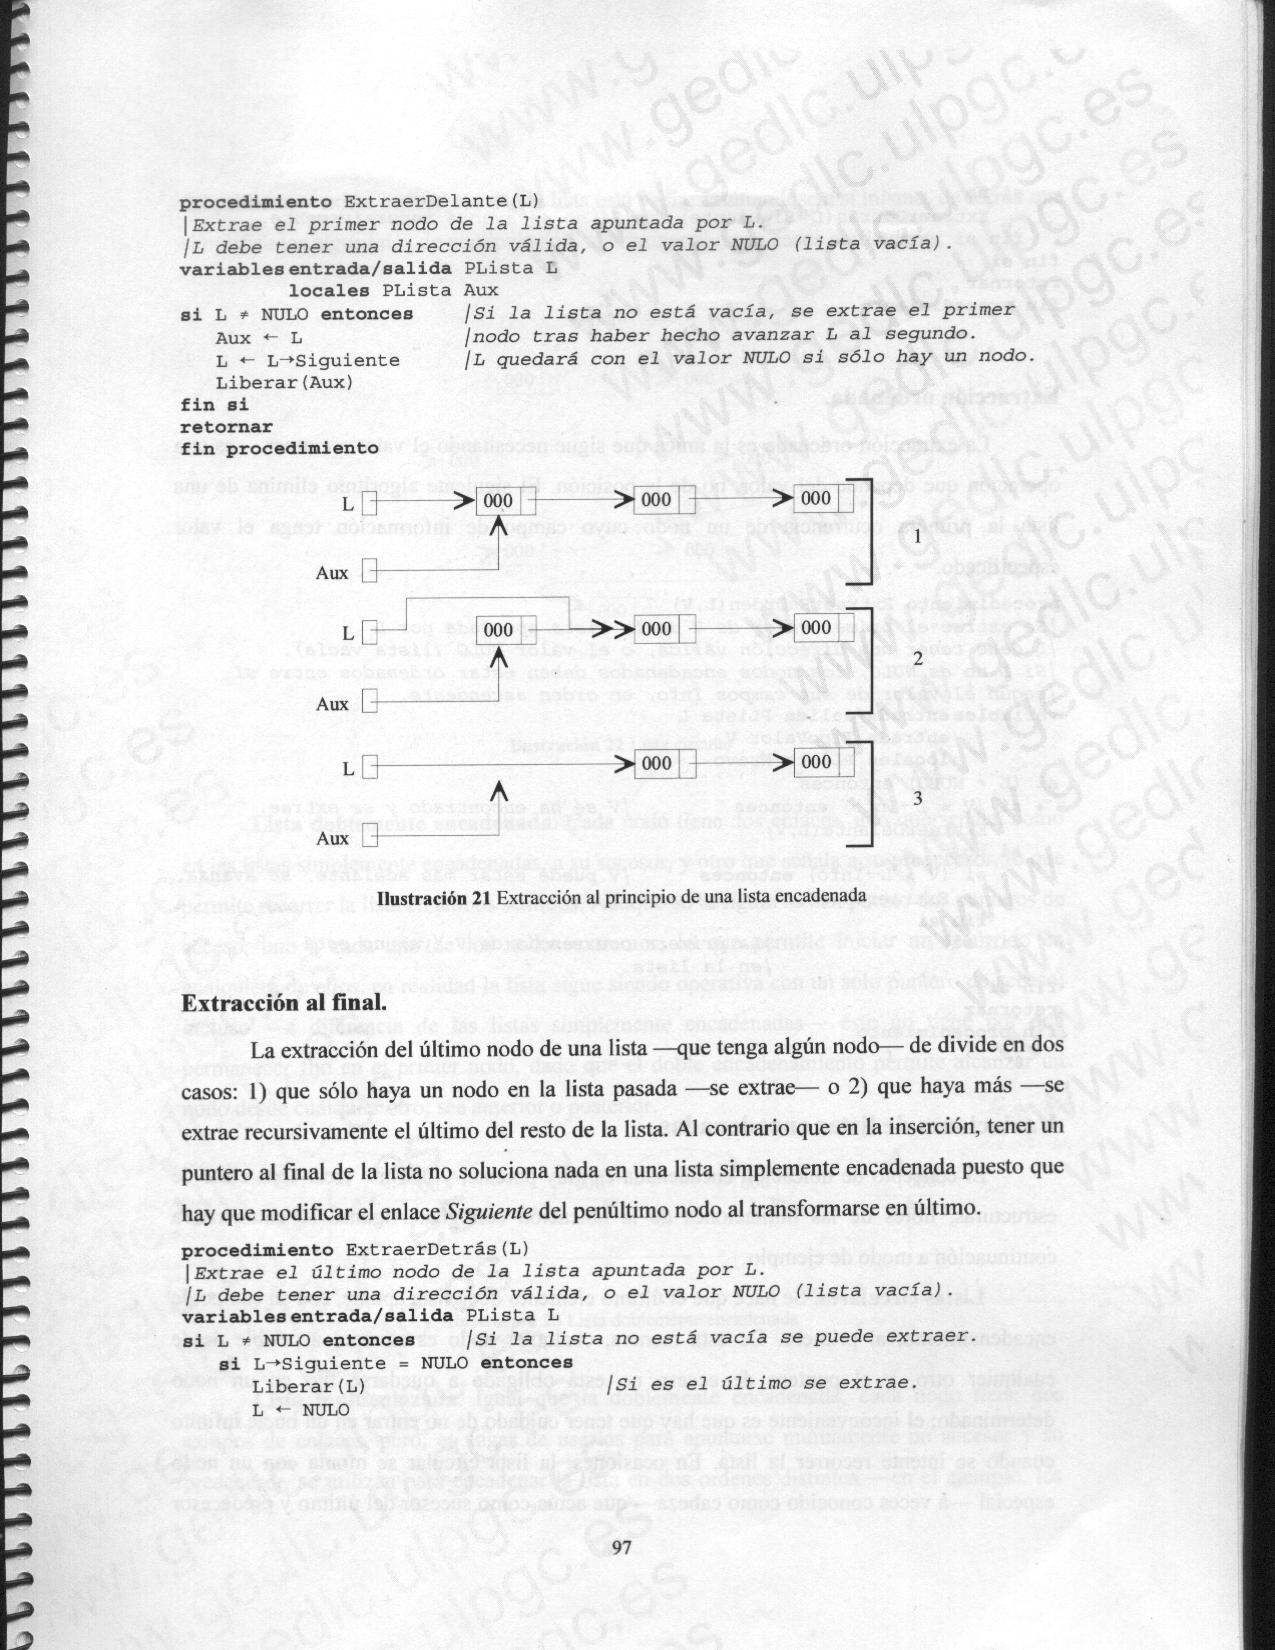 procedimiento ExtraerDelante(L)
|Extrae el primer nodo de la lista apuntada por L.
|L debe tener una dirección válida, o el valor NULO (lista vacía).
variables entrada/salida PLista L
locales PLista Aux
si L ≠ NULO entonces |Si la lista no está vacía, se extrae el primer
Aux ← L |nodo tras haber hecho avanzar L al segundo.
L ← L→Siguiente |L quedará con el valor NULO si sólo hay un nodo.
Liberar(Aux)
fin si
retornar
fin procedimiento
L 000 000 000
1
Aux
L 000 000 000
2
Aux
L 000 000
3
Aux
Ilustración 21 Extracción al principio de una lista encadenada
Extracción al final.
La extracción del último nodo de una lista —que tenga algún nodo— de divide en dos
casos: 1) que sólo haya un nodo en la lista pasada —se extrae— o 2) que haya más —se
extrae recursivamente el último del resto de la lista. Al contrario que en la inserción, tener un
puntero al final de la lista no soluciona nada en una lista simplemente encadenada puesto que
hay que modificar el enlace Siguiente del penúltimo nodo al transformarse en último.
procedimiento ExtraerDetrás(L)
|Extrae el último nodo de la lista apuntada por L.
|L debe tener una dirección válida, o el valor NULO (lista vacía).
variables entrada/salida PLista L
si L ≠ NULO entonces |Si la lista no está vacía se puede extraer.
si L→Siguiente = NULO entonces
Liberar(L) |Si es el último se extrae.
L ← NULO
97
www.gedlc.ulpgc.es